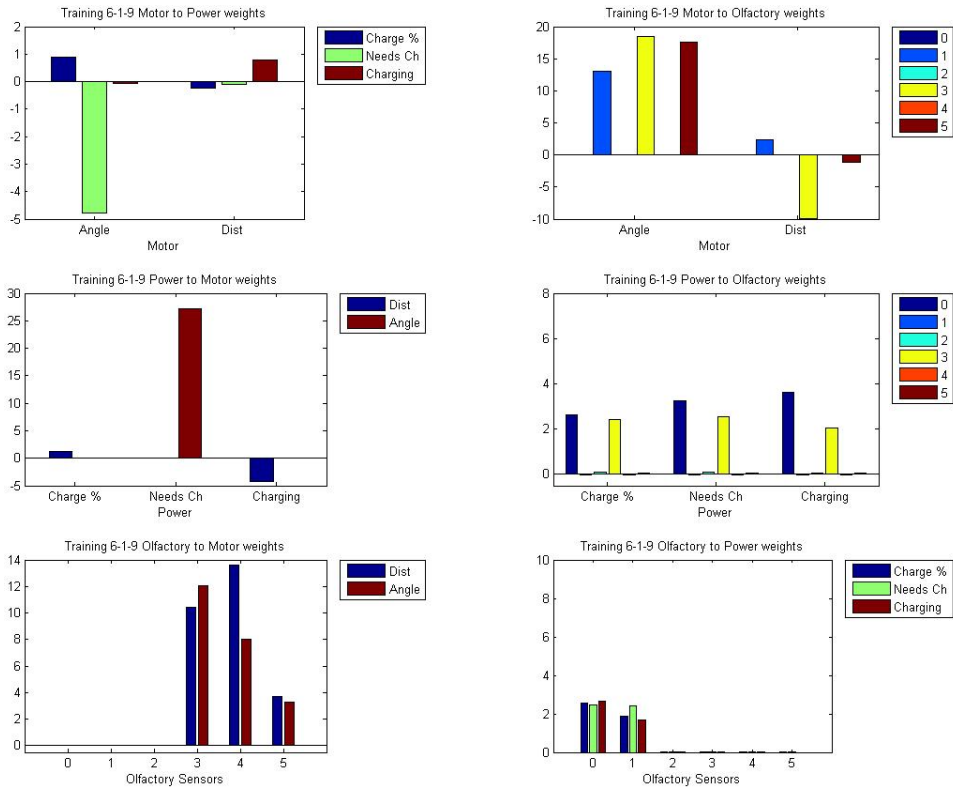 Training 6-1-9 Motor to Power weights
2
1
0
-1
-2
-3
-4
-5
Angle
Dist
Motor
Charge %
Needs Ch
Charging
Training 6-1-9 Motor to Olfactory weights
20
15
10
5
0
-5
-10
Angle
Dist
Motor
0
1
2
3
4
5
Training 6-1-9 Power to Motor weights
30
25
20
15
10
5
0
-5
Charge %
Needs Ch
Charging
Power
Dist
Angle
Training 6-1-9 Power to Olfactory weights
8
6
4
2
0
Charge %
Needs Ch
Charging
Power
0
1
2
3
4
5
Training 6-1-9 Olfactory to Motor weights
14
12
10
8
6
4
2
0
0 1 2 3 4 5
Olfactory Sensors
Dist
Angle
Training 6-1-9 Olfactory to Power weights
10
8
6
4
2
0
0 1 2 3 4 5
Olfactory Sensors
Charge %
Needs Ch
Charging